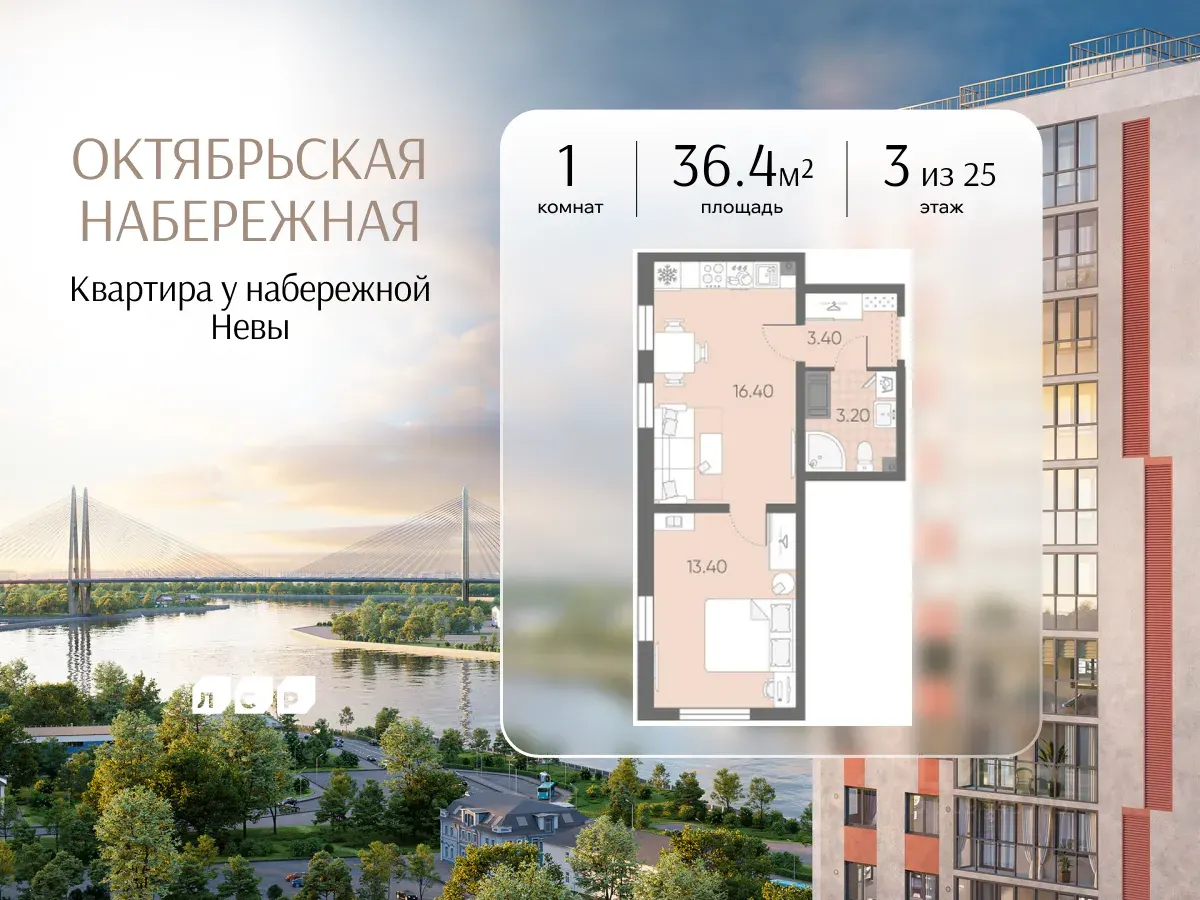 ОКТЯБРЬСКАЯ
НАБЕРЕЖНАЯ
Квартира у набережной
Невы
1
комнат
36.4м²
площадь
3 из 25
этаж
3.40
16.40
3.20
13.40
ЛСР